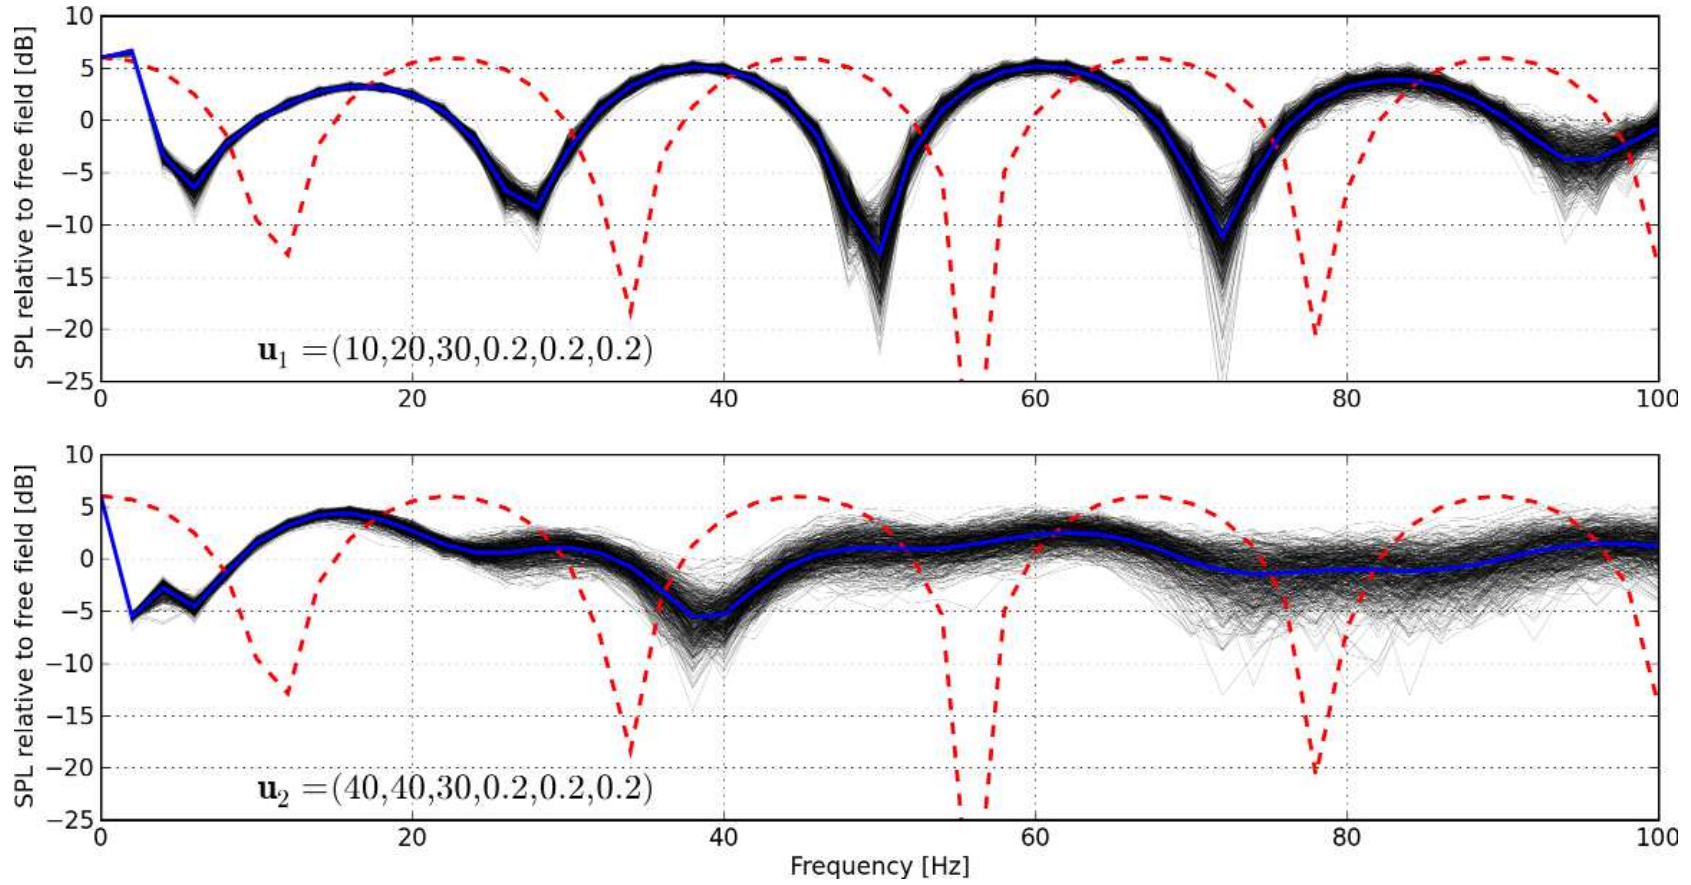 SPL relative to free field [dB]
10
5
0
−5
−10
−15
−20
−25
u₁ =(10,20,30,0.2,0.2,0.2)
0 20 40 60 80 100
SPL relative to free field [dB]
10
5
0
−5
−10
−15
−20
−25
u₂ =(40,40,30,0.2,0.2,0.2)
0 20 40 60 80 100
Frequency [Hz]